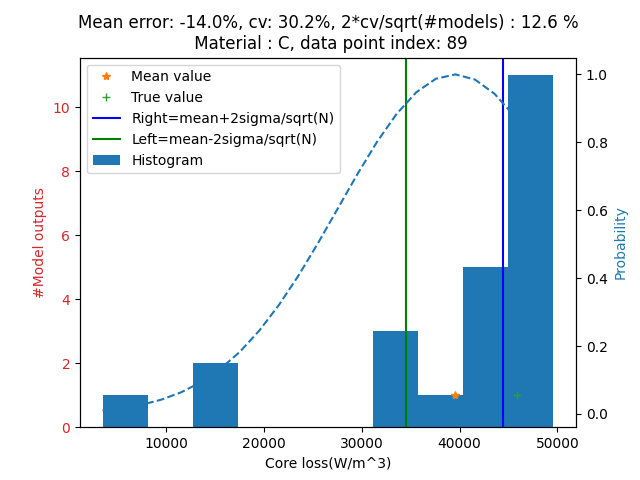 Mean error: -14.0%, cv: 30.2%, 2*cv/sqrt(#models) : 12.6 %
Material : C, data point index: 89
Mean value
True value
Right=mean+2sigma/sqrt(N)
Left=mean-2sigma/sqrt(N)
Histogram
#Model outputs
0
2
4
6
8
10
10000
20000
30000
40000
50000
Core loss(W/m^3)
0.0
0.2
0.4
0.6
0.8
1.0
Probability